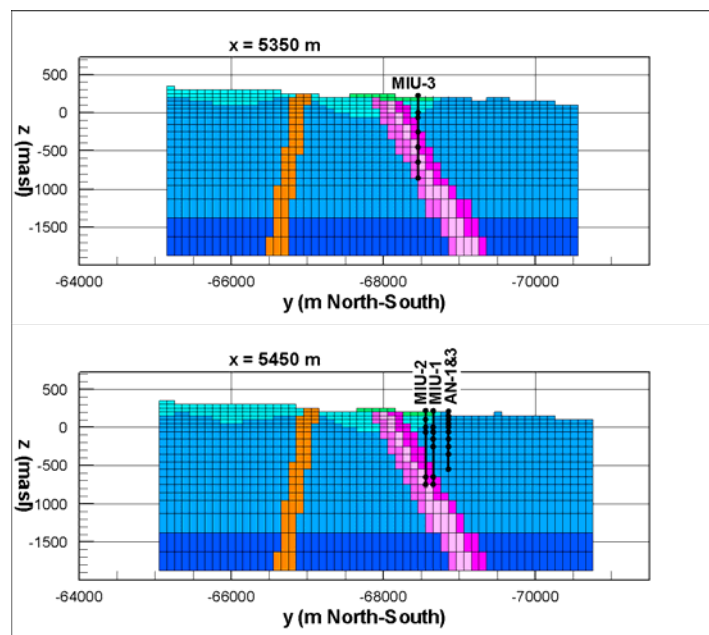 x = 5350 m
MIU-3
500
0
-500
-1000
-1500
z (masl)
-64000 -66000 -68000 -70000
y (m North-South)
x = 5450 m
MIU-2
MIU-1
AN-1&3
500
0
-500
-1000
-1500
z (masl)
-64000 -66000 -68000 -70000
y (m North-South)